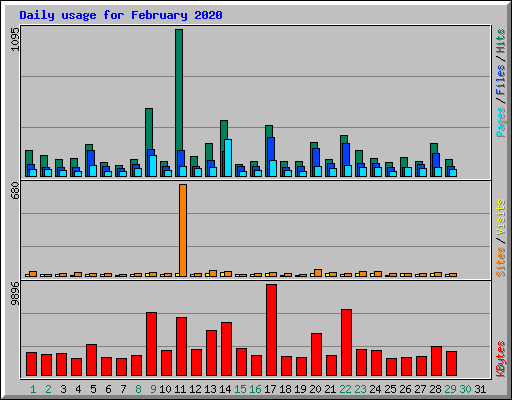 Daily usage for February 2020
1095
Pages/Files/Hits
680
Sites/Visits
9896
KBytes
1 2 3 4 5 6 7 8 9 10 11 12 13 14 15 16 17 18 19 20 21 22 23 24 25 26 27 28 29 30 31